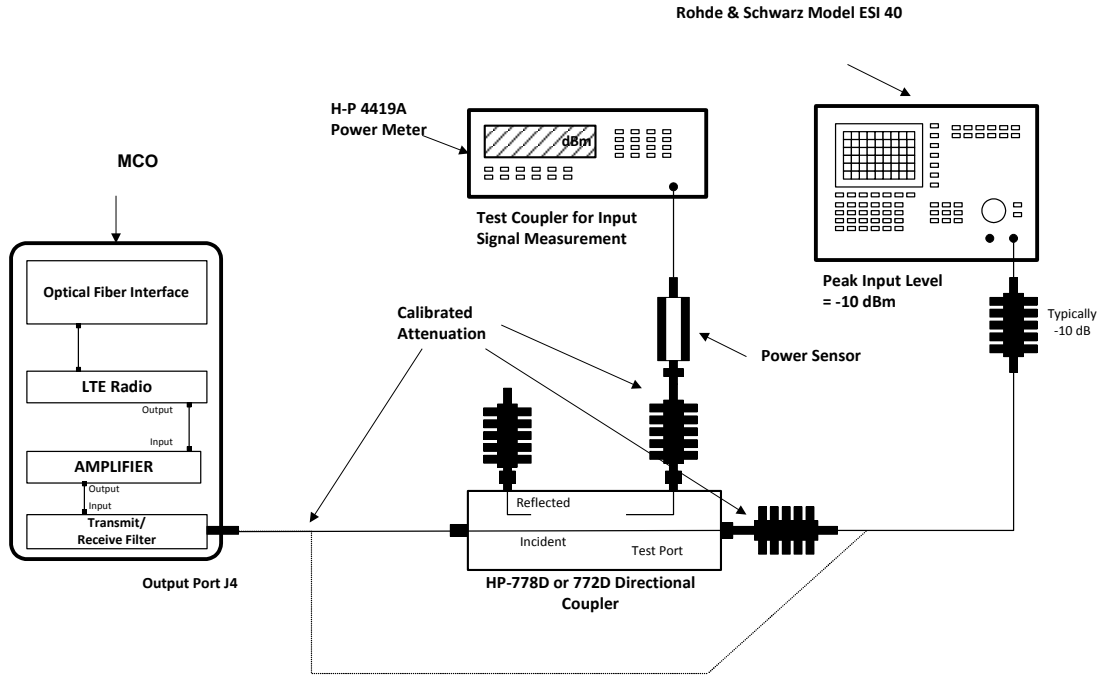 Rohde & Schwarz Model ESI 40
H-P 4419A
Power Meter
dBm
MCO
Test Coupler for Input
Signal Measurement
Optical Fiber Interface
Peak Input Level
= -10 dBm
Calibrated
Attenuation
Typically
-10 dB
Power Sensor
LTE Radio
Output
Input
AMPLIFIER
Output
Input
Transmit/
Receive Filter
Reflected
Incident
Test Port
Output Port J4
HP-778D or 772D Directional
Coupler